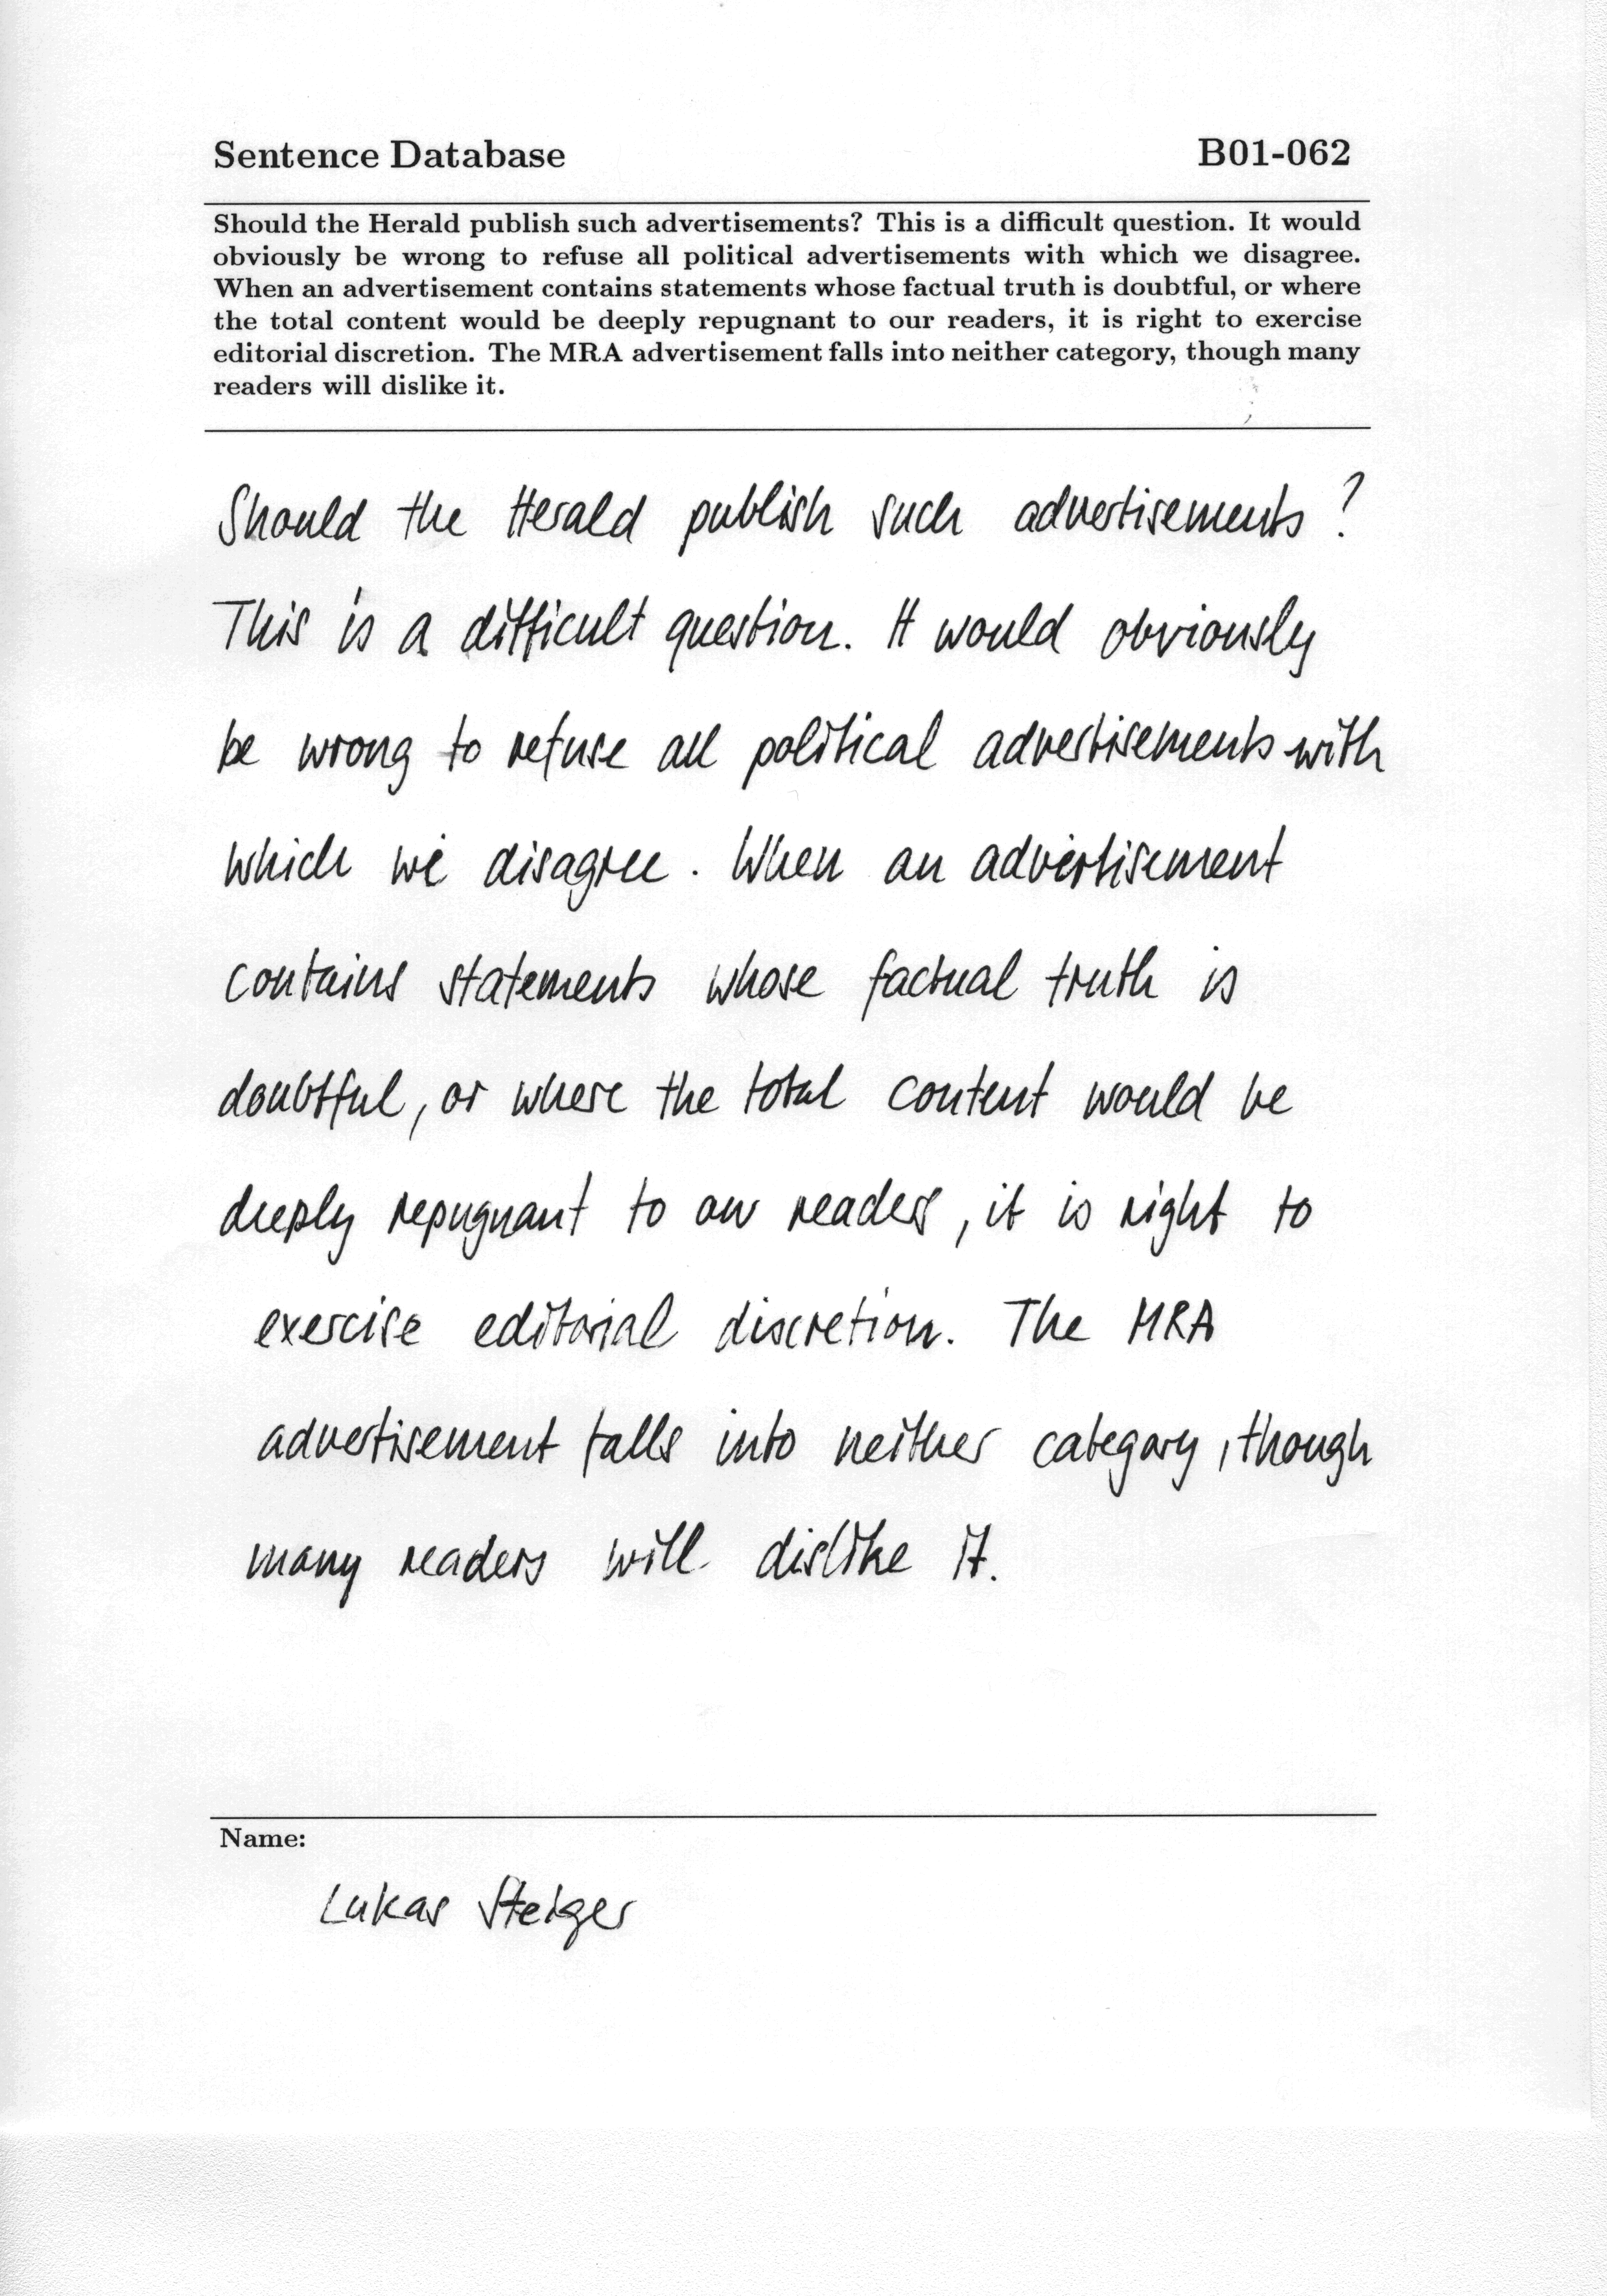 Sentence Database B01-062
Should the Herald publish such advertisements? This is a difficult question. It would
obviously be wrong to refuse all political advertisements with which we disagree.
When an advertisement contains statements whose factual truth is doubtful, or where
the total content would be deeply repugnant to our readers, it is right to exercise
editorial discretion. The MRA advertisement falls into neither category, though many
readers will dislike it.
Should the Herald publish such advertisements?
This is a difficult question. It would obviously
be wrong to refuse all political advertisements with
which we disagree. When an advertisement
contains statements whose factual truth is
doubtful, or where the total content would be
deeply repugnant to our readers, it is right to
exercise editorial discretion. The MRA
advertisement falls into neither category, though
many readers will dislike it.
Name:
Lukas Steiger